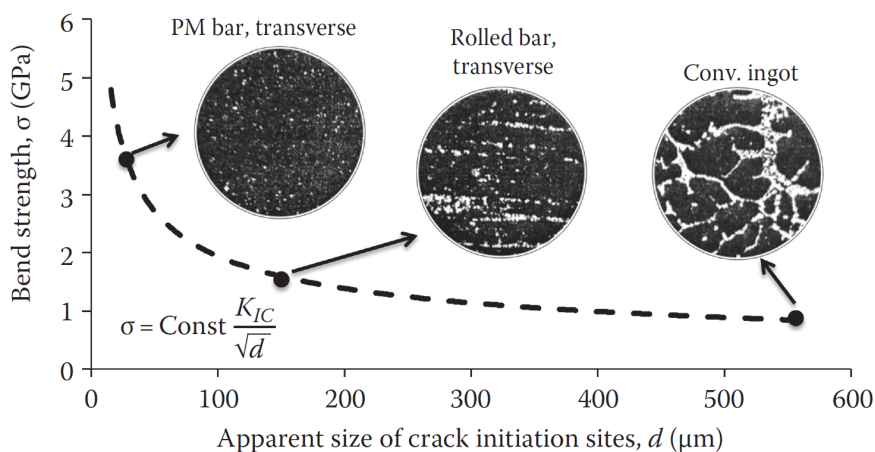 PM bar, transverse
Rolled bar,
transverse
Conv. ingot
Bend strength, σ (GPa)
6
5
4
3
2
1
0
σ = Const K_IC / √d
0 100 200 300 400 500 600
Apparent size of crack initiation sites, d (μm)